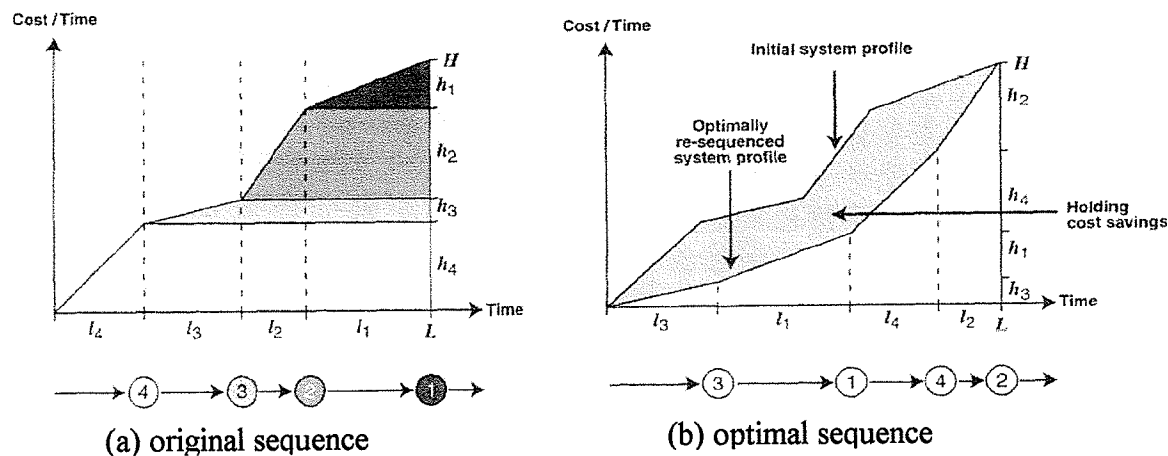 Cost / Time
H
h1
h2
h3
h4
Time
l4 l3 l2 l1 L
4 3 1
(a) original sequence
Cost / Time
Initial system profile
H
h2
Optimally
re-sequenced
system profile
h4
Holding
cost savings
h1
h3
Time
l3 l1 l4 l2 L
3 1 4 2
(b) optimal sequence